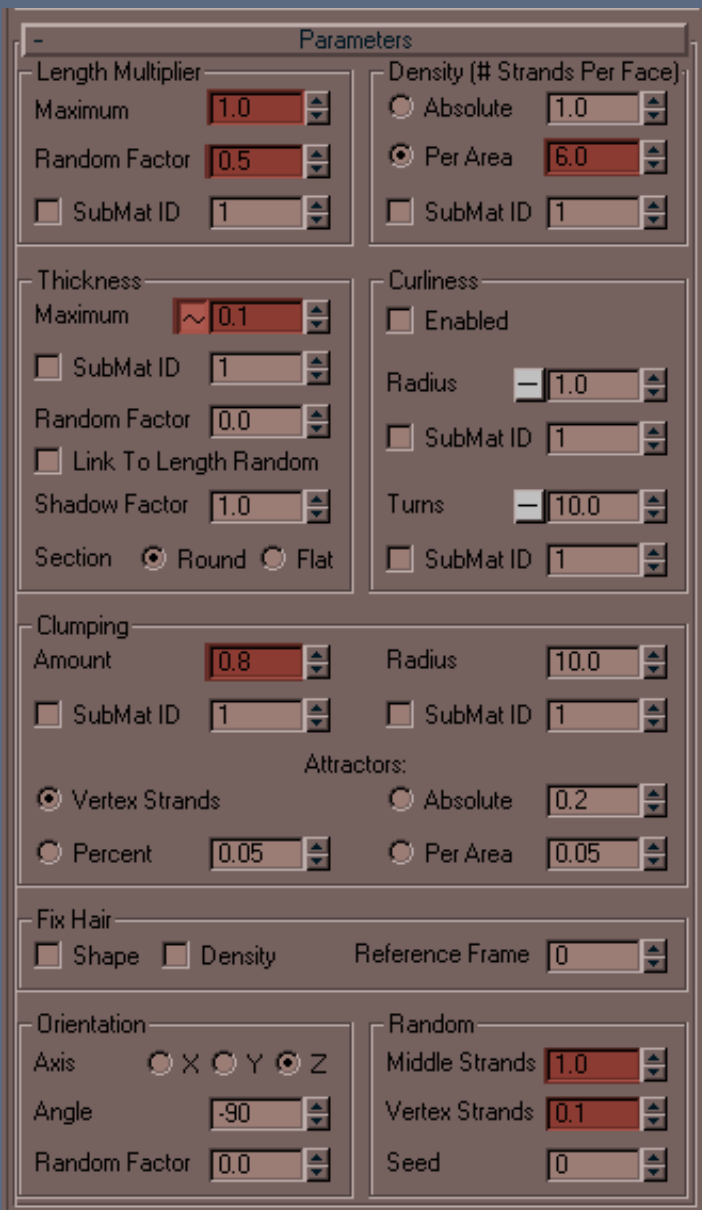 - Parameters
Length Multiplier
Maximum 1.0
Random Factor 0.5
SubMat ID 1
Density (# Strands Per Face)
Absolute 1.0
Per Area 6.0
SubMat ID 1
Thickness
Maximum ~ 0.1
SubMat ID 1
Random Factor 0.0
Link To Length Random
Shadow Factor 1.0
Section Round Flat
Curliness
Enabled
Radius 1.0
SubMat ID 1
Turns 10.0
SubMat ID 1
Clumping
Amount 0.8 Radius 10.0
SubMat ID 1 SubMat ID 1
Attractors:
Vertex Strands Absolute 0.2
Percent 0.05 Per Area 0.05
Fix Hair
Shape Density Reference Frame 0
Orientation
Axis X Y Z
Angle -90
Random Factor 0.0
Random
Middle Strands 1.0
Vertex Strands 0.1
Seed 0